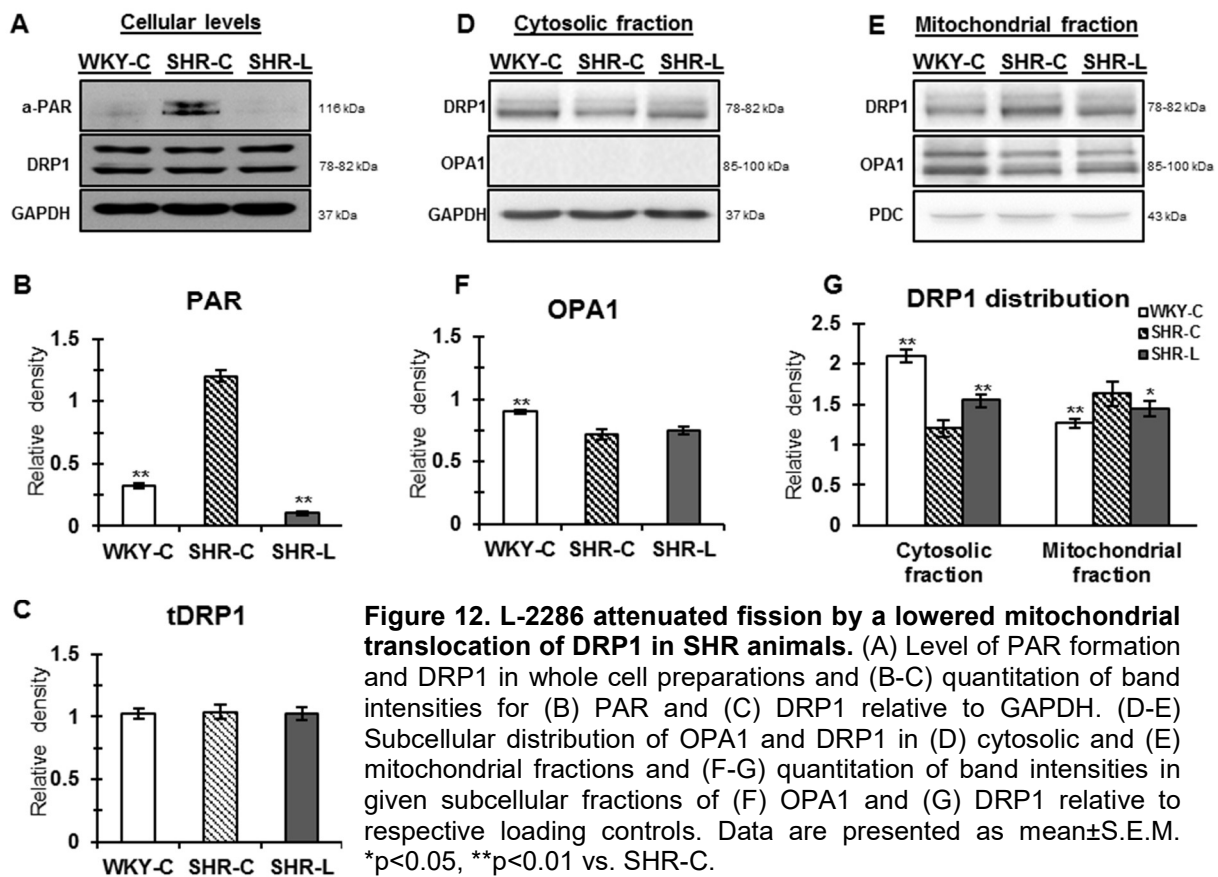 A
Cellular levels
WKY-C SHR-C SHR-L
a-PAR
116 kDa
DRP1
78-82 kDa
GAPDH
37 kDa
D
Cytosolic fraction
WKY-C SHR-C SHR-L
DRP1
78-82 kDa
OPA1
85-100 kDa
GAPDH
37 kDa
E
Mitochondrial fraction
WKY-C SHR-C SHR-L
DRP1
78-82 kDa
OPA1
85-100 kDa
PDC
43 kDa
B
PAR
Relative density
1.5
1
0.5
0
**
**
WKY-C SHR-C SHR-L
F
OPA1
Relative density
1.5
1
0.5
0
**
WKY-C SHR-C SHR-L
G
DRP1 distribution
WKY-C
SHR-C
SHR-L
Relative density
2.5
2
1.5
1
0.5
0
**
**
**
*
Cytosolic fraction
Mitochondrial fraction
C
tDRP1
Relative density
1.5
1
0.5
0
WKY-C SHR-C SHR-L
Figure 12. L-2286 attenuated fission by a lowered mitochondrial
translocation of DRP1 in SHR animals. (A) Level of PAR formation
and DRP1 in whole cell preparations and (B-C) quantitation of band
intensities for (B) PAR and (C) DRP1 relative to GAPDH. (D-E)
Subcellular distribution of OPA1 and DRP1 in (D) cytosolic and (E)
mitochondrial fractions and (F-G) quantitation of band intensities in
given subcellular fractions of (F) OPA1 and (G) DRP1 relative to
respective loading controls. Data are presented as mean±S.E.M.
*p<0.05, **p<0.01 vs. SHR-C.